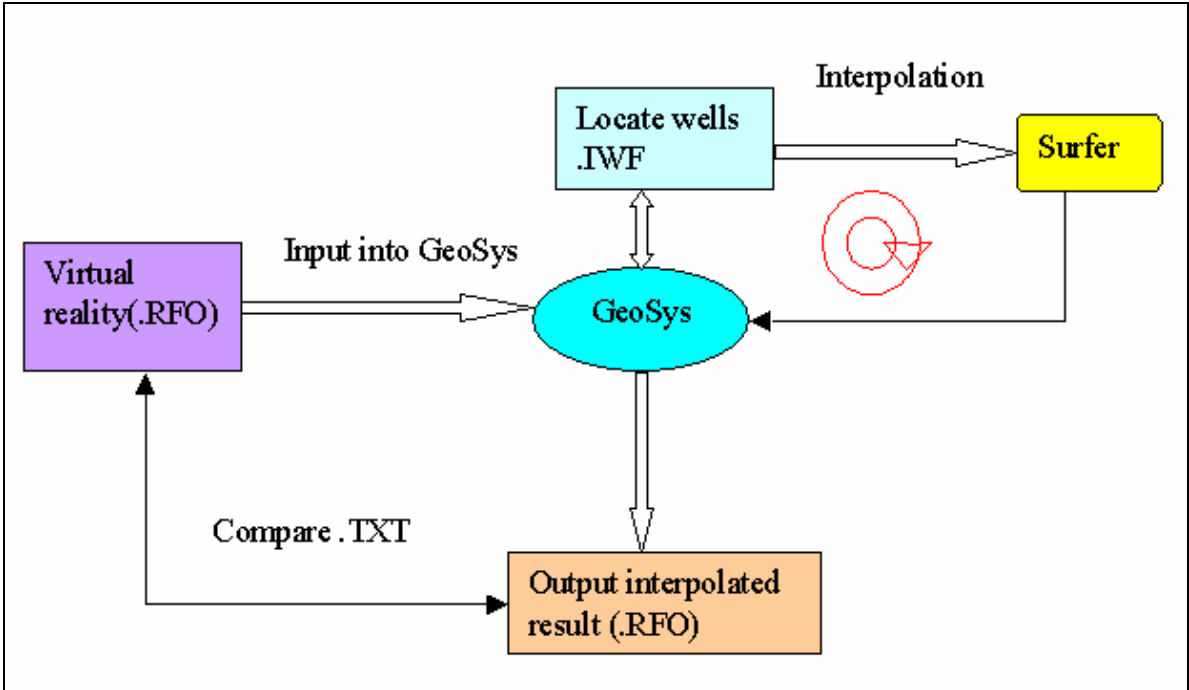 Interpolation
Locate wells
.IWF
Surfer
Input into GeoSys
Virtual
reality(.RFO)
GeoSys
Compare .TXT
Output interpolated
result (.RFO)